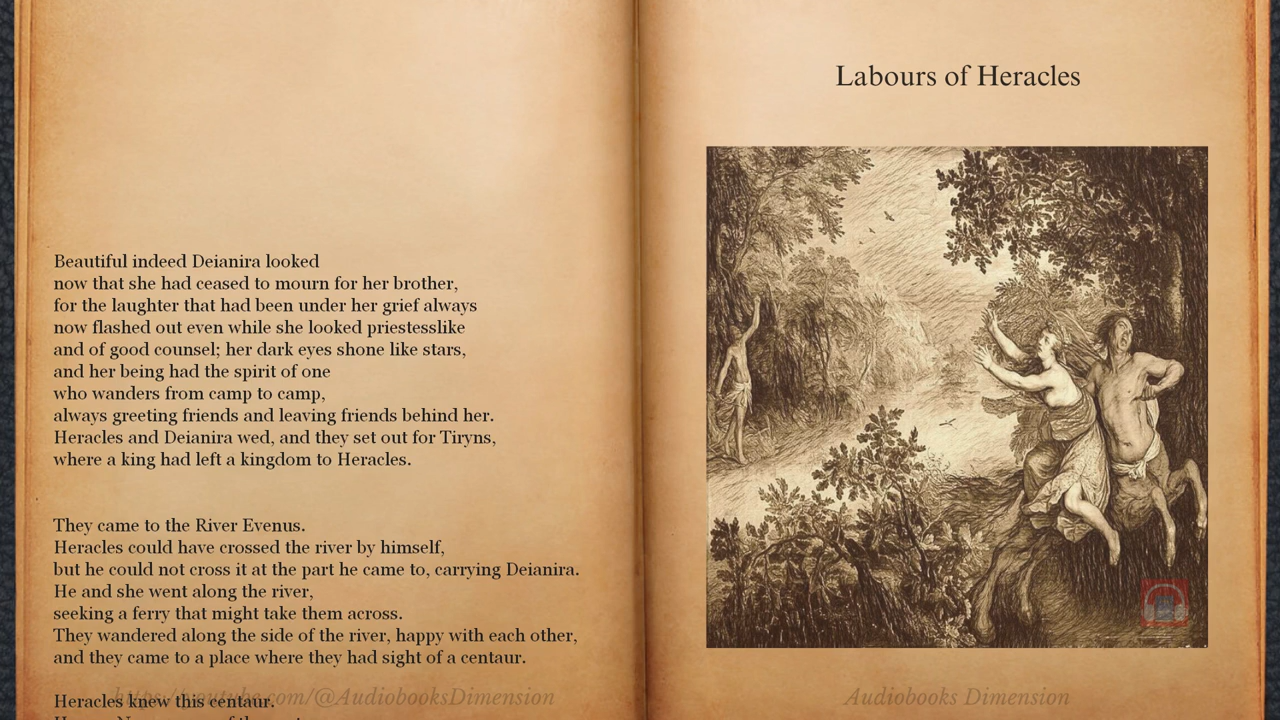 Beautiful indeed Deianira looked
now that she had ceased to mourn for her brother,
for the laughter that had been under her grief always
now flashed out even while she looked priestesslike
and of good counsel; her dark eyes shone like stars,
and her being had the spirit of one
who wanders from camp to camp,
always greeting friends and leaving friends behind her.
Heracles and Deianira wed, and they set out for Tiryns,
where a king had left a kingdom to Heracles.
They came to the River Evenus.
Heracles could have crossed the river by himself,
but he could not cross it at the part he came to, carrying Deianira.
He and she went along the river,
seeking a ferry that might take them across.
They wandered along the side of the river, happy with each other,
and they came to a place where they had sight of a centaur.
Heracles knew this centaur.
https://youtube.com/@AudiobooksDimension
Labours of Heracles
Audiobooks Dimension